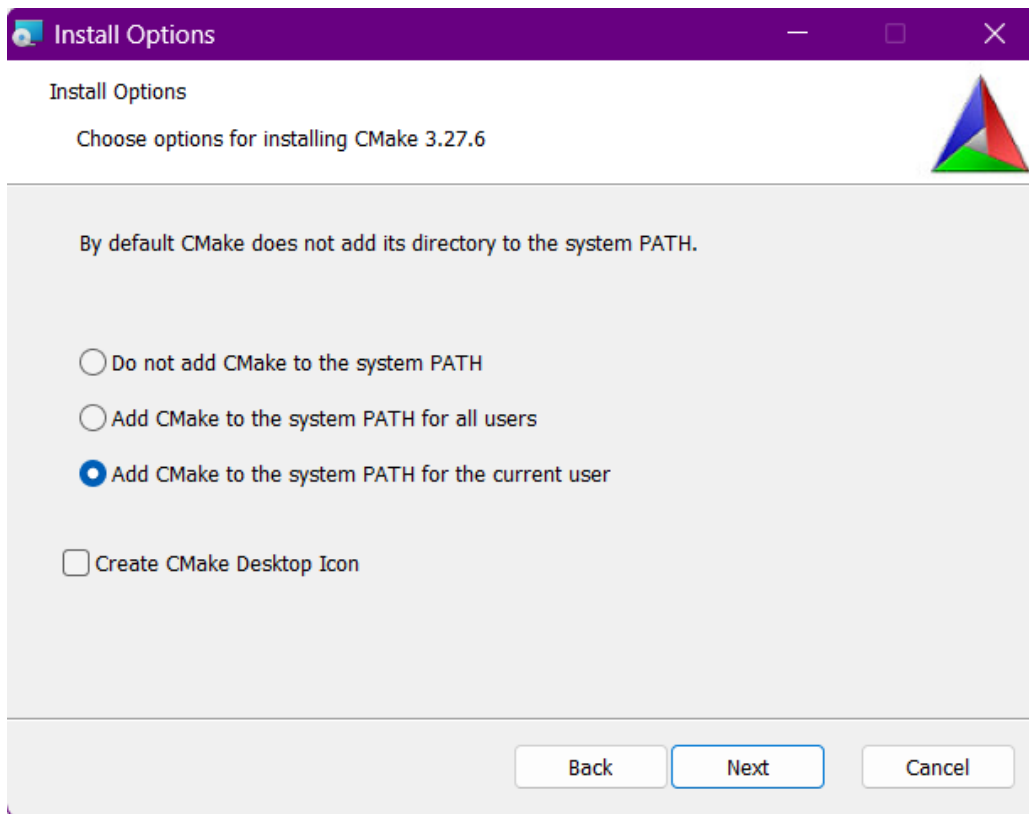 Install Options
Install Options
Choose options for installing CMake 3.27.6
By default CMake does not add its directory to the system PATH.
Do not add CMake to the system PATH
Add CMake to the system PATH for all users
Add CMake to the system PATH for the current user
Create CMake Desktop Icon
Back Next Cancel